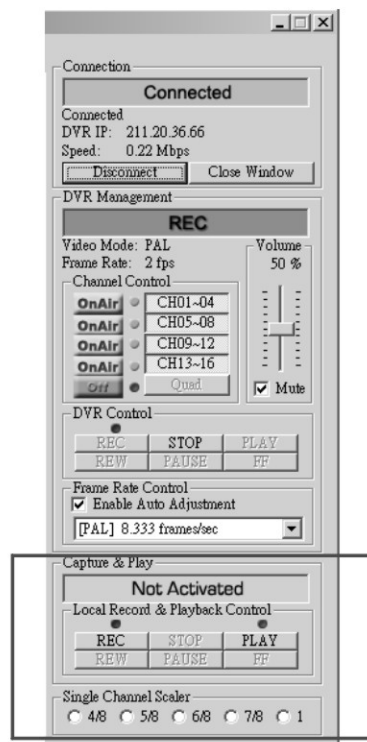 Connection
Connected
Connected
DVR IP: 211.20.36.66
Speed: 0.22 Mbps
Disconnect Close Window
DVR Management
REC
Video Mode: PAL
Frame Rate: 2 fps
Volume
50 %
Channel Control
OnAir CH01~04
OnAir CH05~08
OnAir CH09~12
OnAir CH13~16
Off Quad
Mute
DVR Control
REC STOP PLAY
REW PAUSE FF
Frame Rate Control
Enable Auto Adjustment
[PAL] 8.333 frames/sec
Capture & Play
Not Activated
Local Record & Playback Control
REC STOP PLAY
REW PAUSE FF
Single Channel Scaler
4/8 5/8 6/8 7/8 1